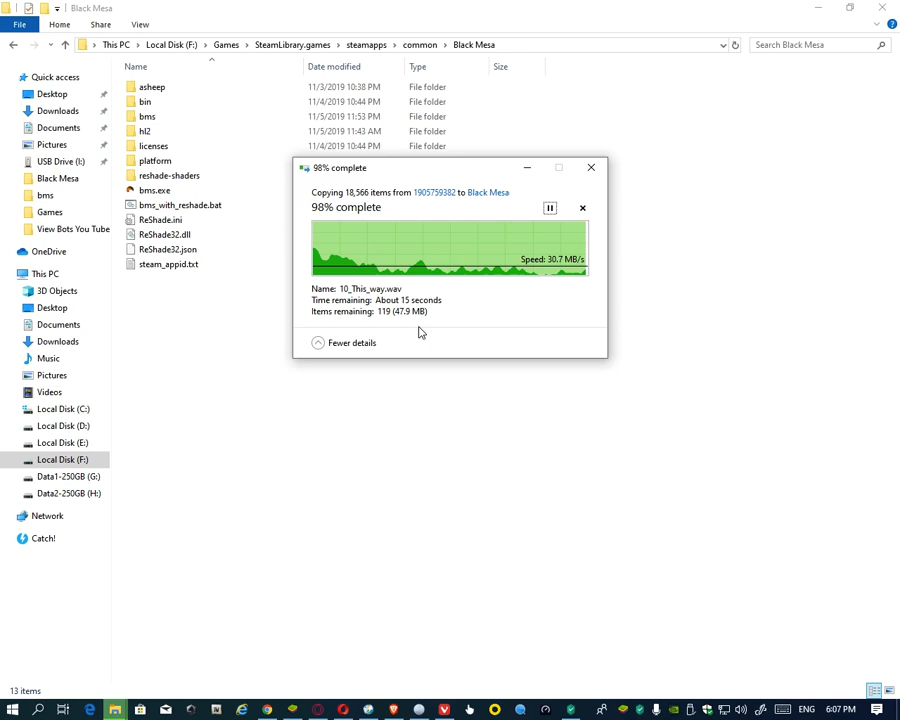 Black Mesa
File Home Share View
This PC > Local Disk (F:) > Games > SteamLibrary.games > steamapps > common > Black Mesa
Search Black Mesa
Name Date modified Type Size
Quick access
Desktop
Downloads
Documents
Pictures
USB Drive (I:)
Black Mesa
bms
Games
View Bots You Tube
OneDrive
This PC
3D Objects
Desktop
Documents
Downloads
Music
Pictures
Videos
Local Disk (C:)
Local Disk (D:)
Local Disk (E:)
Local Disk (F:)
Data1-250GB (G:)
Data2-250GB (H:)
Network
Catch!
asheep 11/3/2019 10:38 PM File folder
bin 11/4/2019 10:44 PM File folder
bms 11/5/2019 11:53 PM File folder
hl2 11/5/2019 11:43 AM File folder
licenses 11/4/2019 10:44 PM File folder
platform
reshade-shaders
bms.exe
bms_with_reshade.bat
ReShade.ini
ReShade32.dll
ReShade32.json
steam_appid.txt
98% complete
Copying 18,566 items from 1905759382 to Black Mesa
98% complete
Speed: 30.7 MB/s
Name: 10_This_way.wav
Time remaining: About 15 seconds
Items remaining: 119 (47.9 MB)
Fewer details
13 items
ENG 6:07 PM